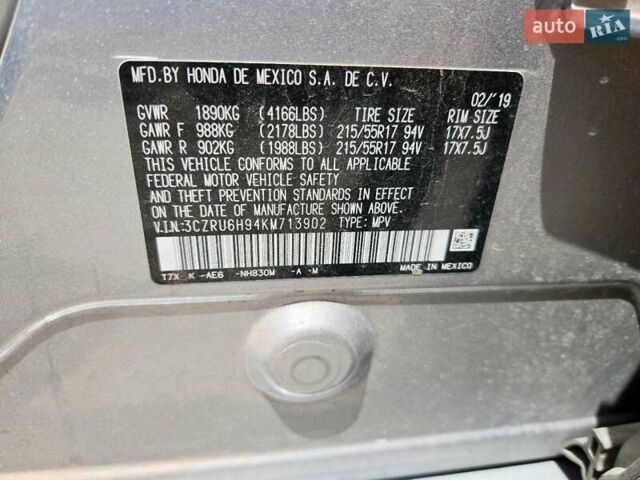 auto RIA.com
MFD.BY HONDA DE MEXICO S.A. DE C.V.
02/'19
GVWR 1890KG (4166LBS) TIRE SIZE RIM SIZE
GAWR F 988KG (2178LBS) 215/55R17 94V - 17X7.5J
GAWR R 902KG (1988LBS) 215/55R17 94V - 17X7.5J
THIS VEHICLE CONFORMS TO ALL APPLICABLE
FEDERAL MOTOR VEHICLE SAFETY
AND THEFT PREVENTION STANDARDS IN EFFECT
ON THE DATE OF MANUFACTURE SHOWN ABOVE.
V.I.N:3CZRU6H94KM713902 TYPE: MPV
T7X K -AE6 -NH830M -A -M MADE IN MEXICO